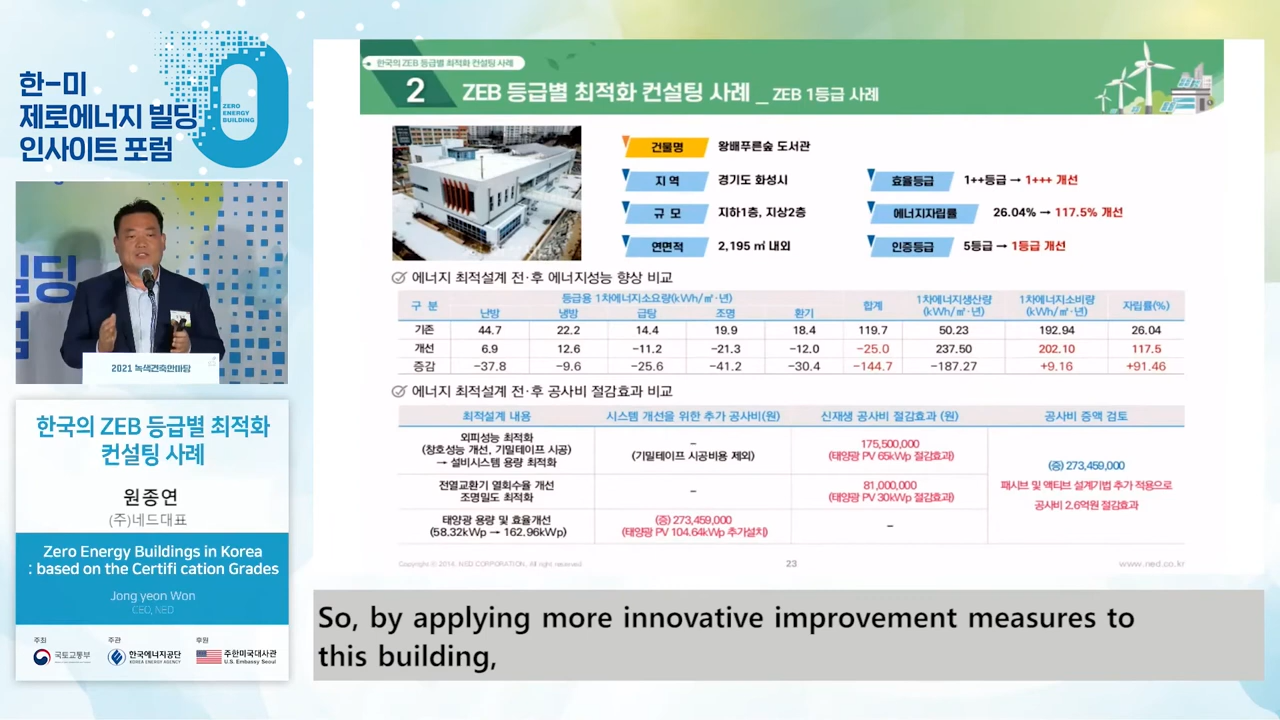 한-미
제로에너지 빌딩
인사이트 포럼
ZERO
ENERGY
BUILDING
2021 녹색건축한마당
한국의 ZEB 등급별 최적화
컨설팅 사례
원종연
(주)네드대표
Zero Energy Buildings in Korea
: based on the Certifi cation Grades
Jong yeon Won
CEO, NED
주최 주관 후원
국토교통부 한국에너지공단 KOREA ENERGY AGENCY 주한미국대사관 U.S. Embassy Seoul
한국의 ZEB 등급별 최적화 컨설팅 사례
2 ZEB 등급별 최적화 컨설팅 사례 _ ZEB 1등급 사례
건물명 왕배푸른숲 도서관
지 역 경기도 화성시 효율등급 1++등급 → 1+++ 개선
규 모 지하1층, 지상2층 에너지자립률 26.04% → 117.5% 개선
연면적 2,195 ㎡ 내외 인증등급 5등급 → 1등급 개선
에너지 최적설계 전·후 에너지성능 향상 비교
구 분 등급용 1차에너지소요량(kWh/㎡·년) 합계 1차에너지생산량 (kWh/㎡·년) 1차에너지소비량 (kWh/㎡·년) 자립률(%)
난방 냉방 급탕 조명 환기
기존 44.7 22.2 14.4 19.9 18.4 119.7 50.23 192.94 26.04
개선 6.9 12.6 -11.2 -21.3 -12.0 -25.0 237.50 202.10 117.5
증감 -37.8 -9.6 -25.6 -41.2 -30.4 -144.7 -187.27 +9.16 +91.46
에너지 최적설계 전·후 공사비 절감효과 비교
최적설계 내용 시스템 개선을 위한 추가 공사비(원) 신재생 공사비 절감효과 (원) 공사비 증액 검토
외피성능 최적화
(창호성능 개선, 기밀테이프 시공)
→ 설비시스템 용량 최적화
–
(기밀테이프 시공비용 제외)
175,500,000
(태양광 PV 65kWp 절감효과)
전열교환기 열회수율 개선
조명밀도 최적화
–
81,000,000
(태양광 PV 30kWp 절감효과)
태양광 용량 및 효율개선
(58.32kWp → 162.96kWp)
(증) 273,459,000
(태양광 PV 104.64kWp 추가설치)
–
(증) 273,459,000
패시브 및 액티브 설계기법 추가 적용으로
공사비 2.6억원 절감효과
Copyright © 2014. NED CORPORATION, All right reserved
23
www.ned.co.kr
So, by applying more innovative improvement measures to
this building,